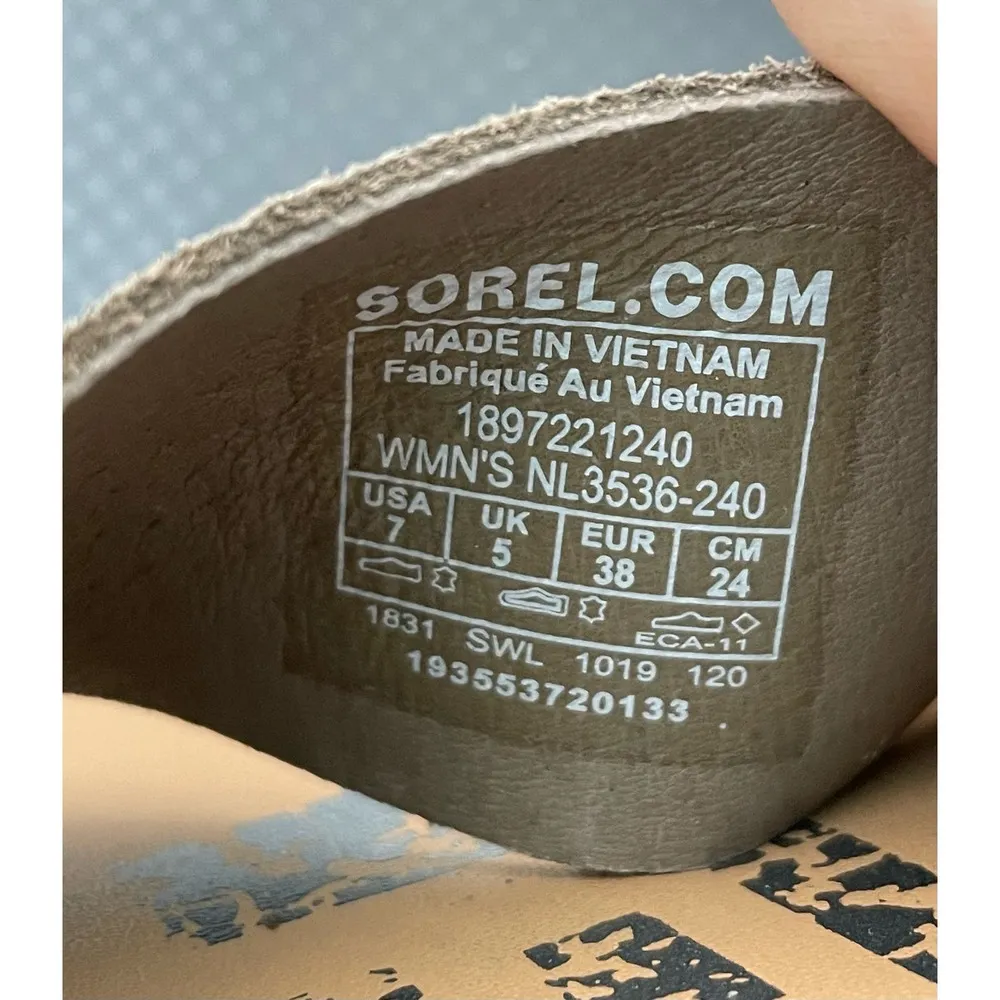 SOREL.COM
MADE IN VIETNAM
Fabriqué Au Vietnam
1897221240
WMN'S NL3536-240
USA UK EUR CM
7 5 38 24
ECA-11
1831 SWL 1019 120
193553720133